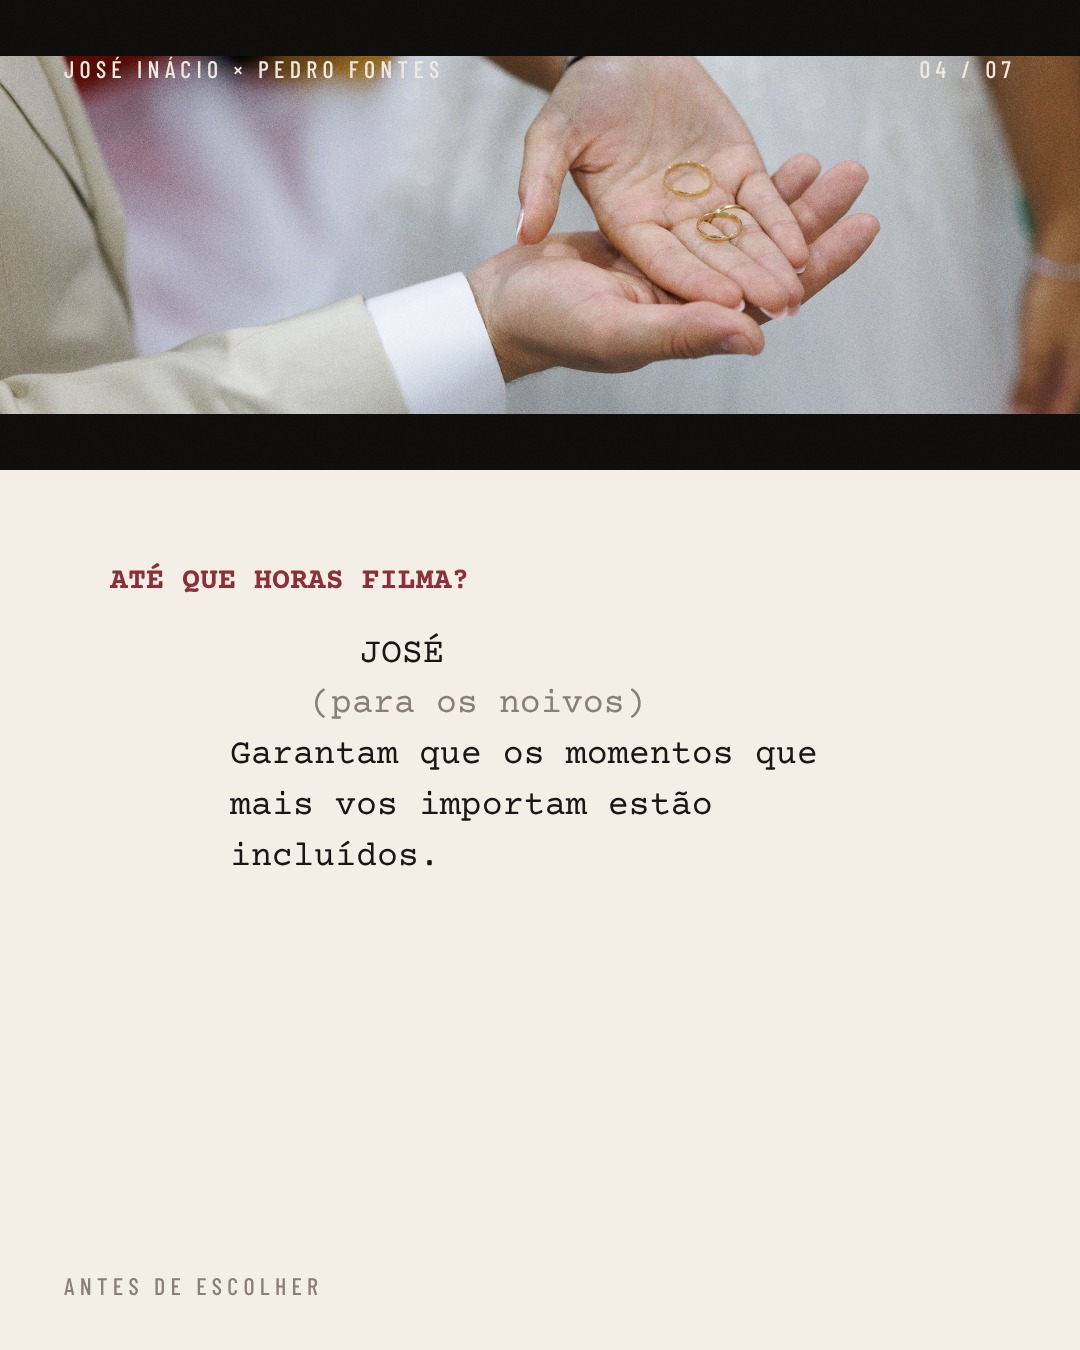 JOSÉ INÁCIO × PEDRO FONTES
04 / 07
ATÉ QUE HORAS FILMA?
JOSÉ
(para os noivos)
Garantam que os momentos que
mais vos importam estão
incluídos.
ANTES DE ESCOLHER